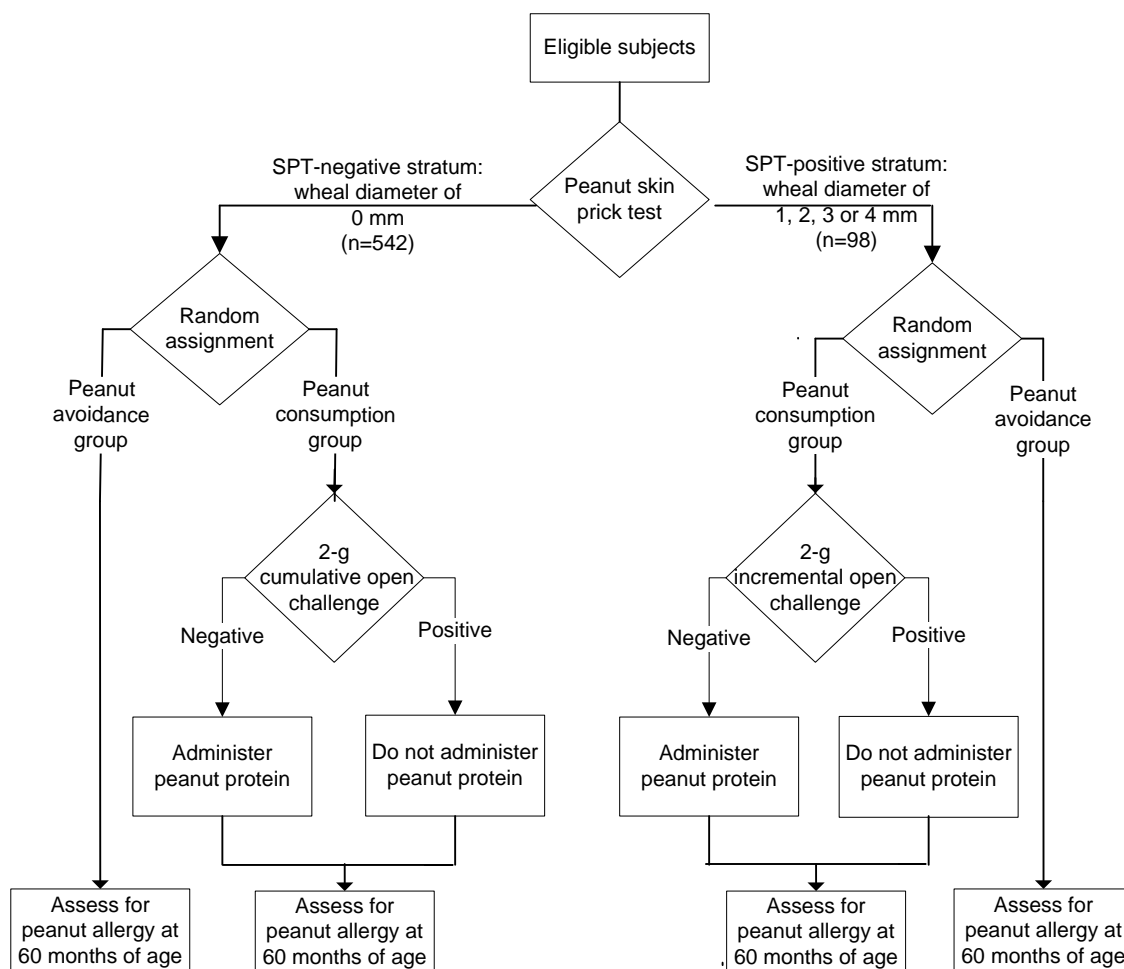 Eligible subjects
SPT-negative stratum:
wheal diameter of
0 mm
(n=542)
Peanut skin
prick test
SPT-positive stratum:
wheal diameter of
1, 2, 3 or 4 mm
(n=98)
Random
assignment
Random
assignment
Peanut
avoidance
group
Peanut
consumption
group
Peanut
consumption
group
Peanut
avoidance
group
2-g
cumulative open
challenge
2-g
incremental open
challenge
Negative
Positive
Negative
Positive
Administer
peanut protein
Do not administer
peanut protein
Administer
peanut protein
Do not administer
peanut protein
Assess for
peanut allergy at
60 months of age
Assess for
peanut allergy at
60 months of age
Assess for
peanut allergy at
60 months of age
Assess for
peanut allergy at
60 months of age